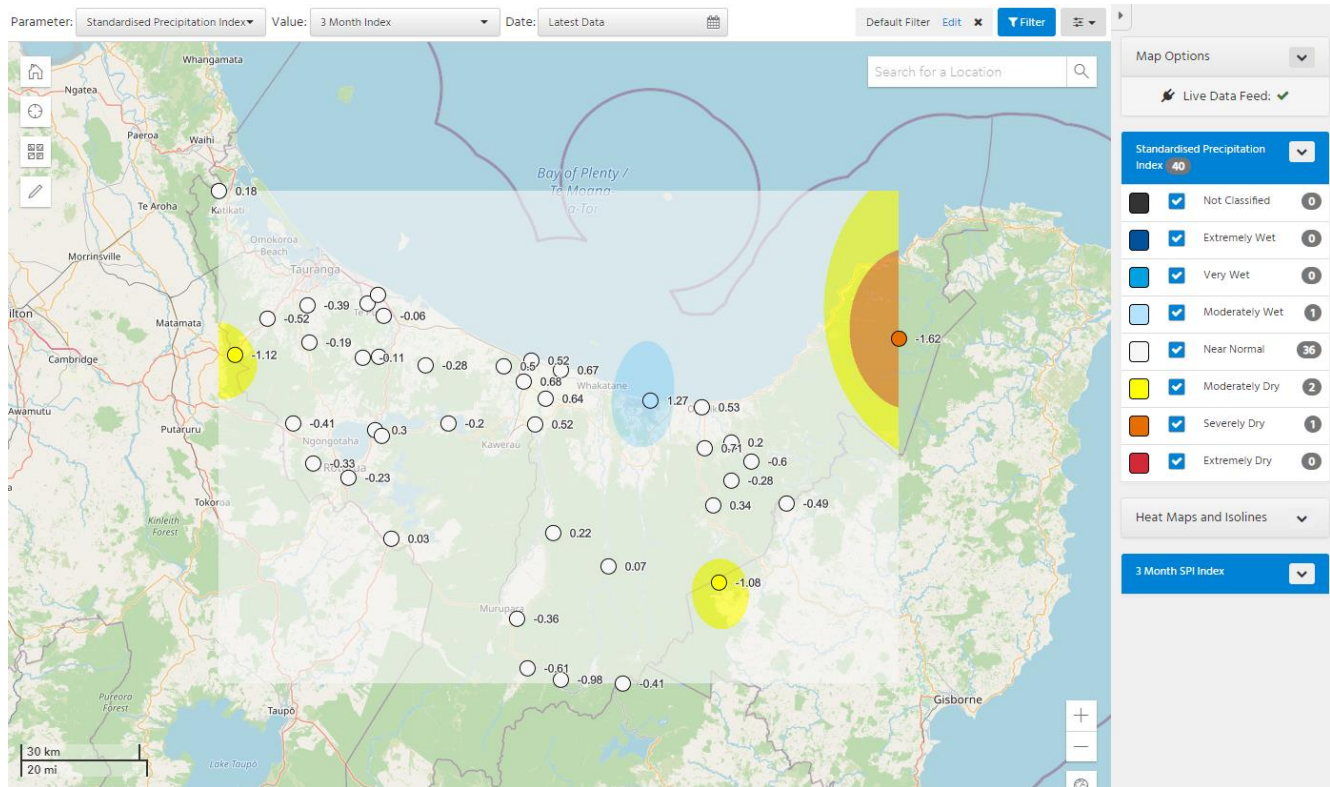 Parameter: Standardised Precipitation Index Value: 3 Month Index Date: Latest Data Default Filter Edit Filter
Search for a Location
Whangamata
Ngatea
Paeroa
Waihi
Te Aroha
Katikati
0.18
Bay of Plenty /
Te Moana-
a-Toi
Omokoroa
Beach
Morrinsville
Tauranga
-0.39
-0.52
-0.06
Matamata
-0.19
-1.12
-0.11
-0.28
Cambridge
0.5
0.52
0.67
0.68
Whakatane
0.64
1.27
0.53
-1.62
Putaruru
-0.41
Ngongotaha
0.3
-0.2
0.52
Kawerau
0.2
0.71
-0.6
-0.33
-0.23
-0.28
0.34
-0.49
Tokoroa
Kinleith
Forest
0.03
0.22
0.07
-1.08
Murupara
-0.36
-0.61
-0.98
-0.41
Pureora
Forest
Taupō
Gisborne
Lake Taupō
30 km
20 mi
Map Options
Live Data Feed:
Standardised Precipitation
Index 40
Not Classified 0
Extremely Wet 0
Very Wet 0
Moderately Wet 1
Near Normal 36
Moderately Dry 2
Severely Dry 1
Extremely Dry 0
Heat Maps and Isolines
3 Month SPI Index